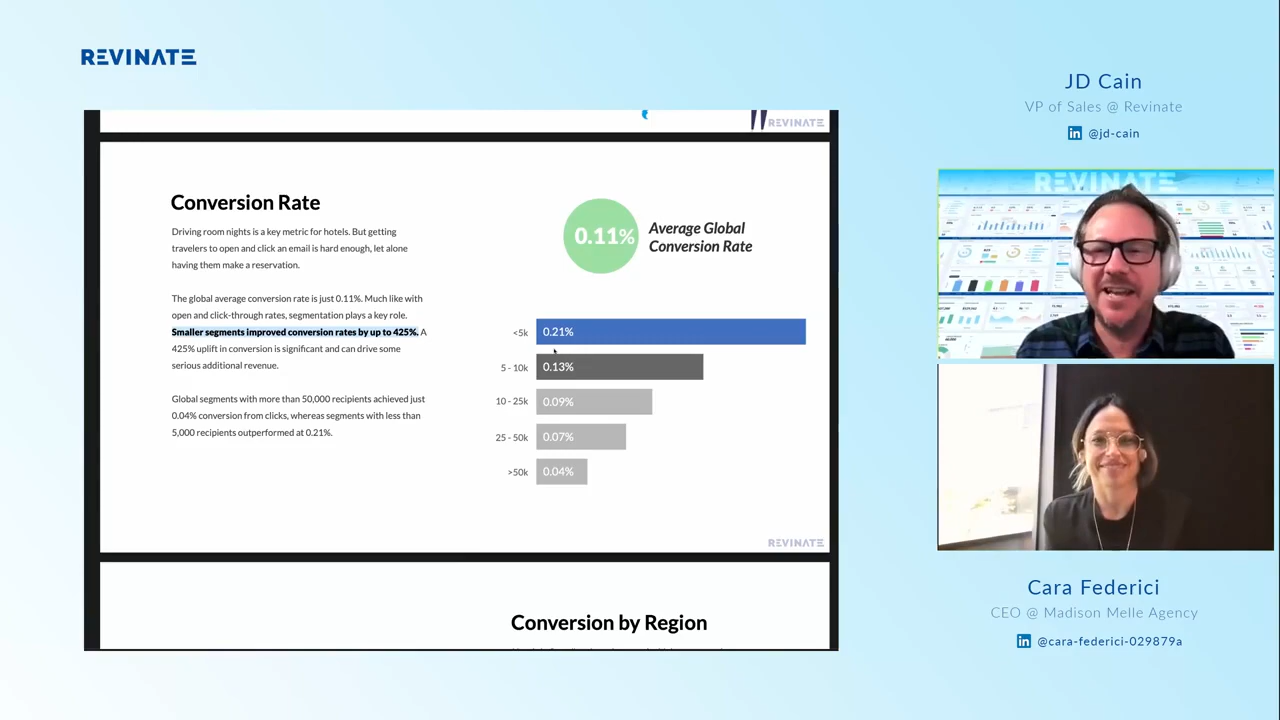 REVINATE
REVINATE
Conversion Rate
Driving room nights is a key metric for hotels. But getting
travelers to open and click an email is hard enough, let alone
having them make a reservation.
The global average conversion rate is just 0.11%. Much like with
open and click-through rates, segmentation plays a key role.
Smaller segments improved conversion rates by up to 425%. A
425% uplift in conversion is significant and can drive some
serious additional revenue.
Global segments with more than 50,000 recipients achieved just
0.04% conversion from clicks, whereas segments with less than
5,000 recipients outperformed at 0.21%.
0.11%
Average Global
Conversion Rate
<5k 0.21%
5 - 10k 0.13%
10 - 25k 0.09%
25 - 50k 0.07%
>50k 0.04%
REVINATE
Conversion by Region
JD Cain
VP of Sales @ Revinate
in @jd-cain
REVINATE
Cara Federici
CEO @ Madison Melle Agency
in @cara-federici-029879a